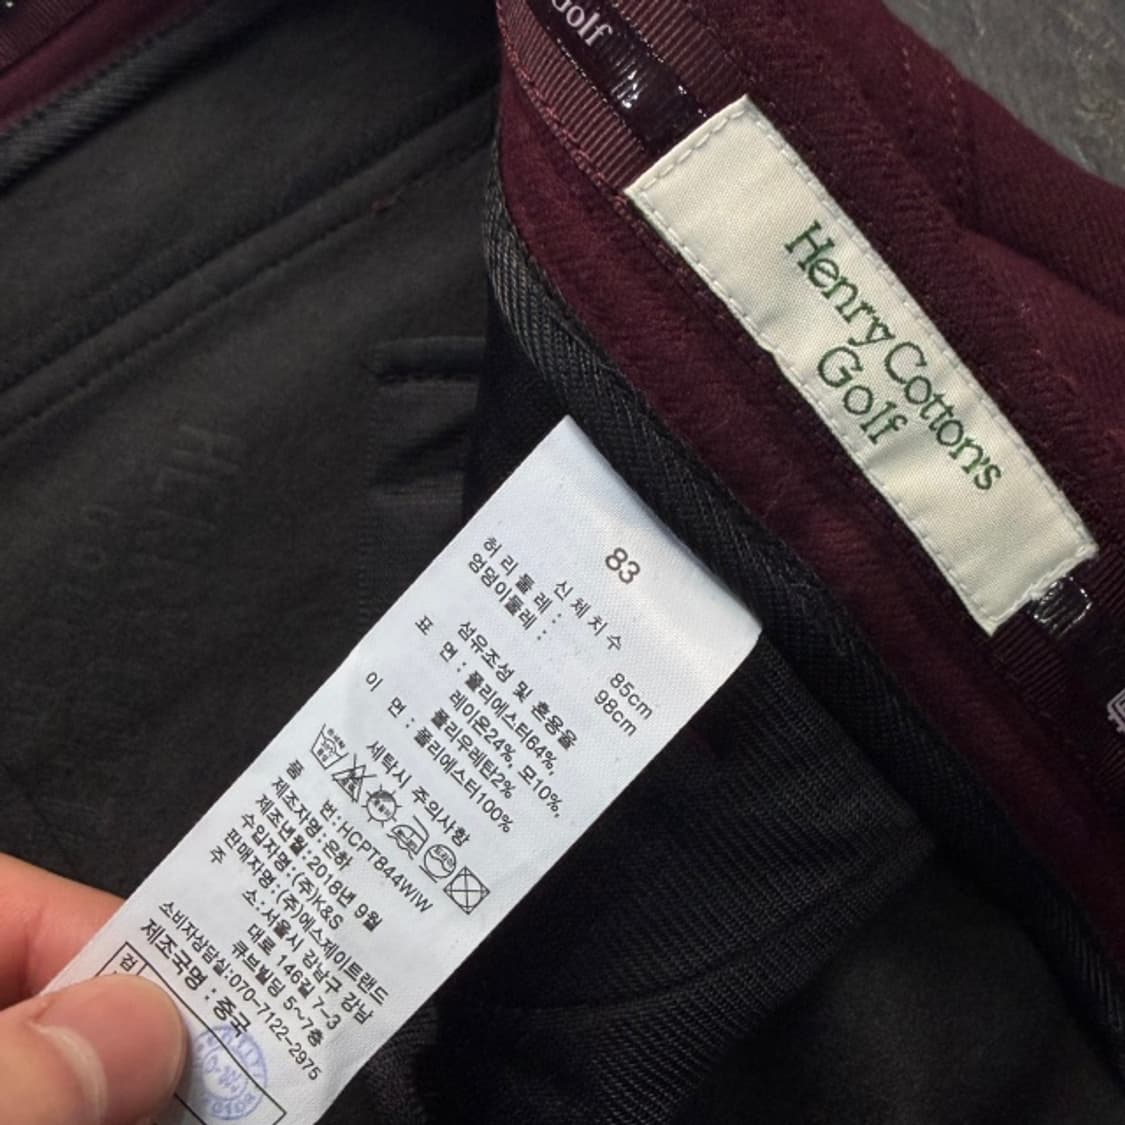 Golf
Henry Cotton's
Golf
83
신체치수
허리둘레: 85cm
엉덩이둘레: 98cm
섬유조성 및 혼용율
표 면: 폴리에스터64%,
레이온24%, 모10%,
폴리우레탄2%
이 면: 폴리에스터100%
세탁시 주의사항
품 번:HCPT844WIW
제조자명:은하
제조년월:2018년 9월
수입자명:(주)K&S
판매자명:(주)에스제이트렌드
주 소:서울시 강남구 강남
대로 146길 7-3
큐브빌딩 5~7층
소비자상담실:070-7122-2975
제조국명 : 중국
검